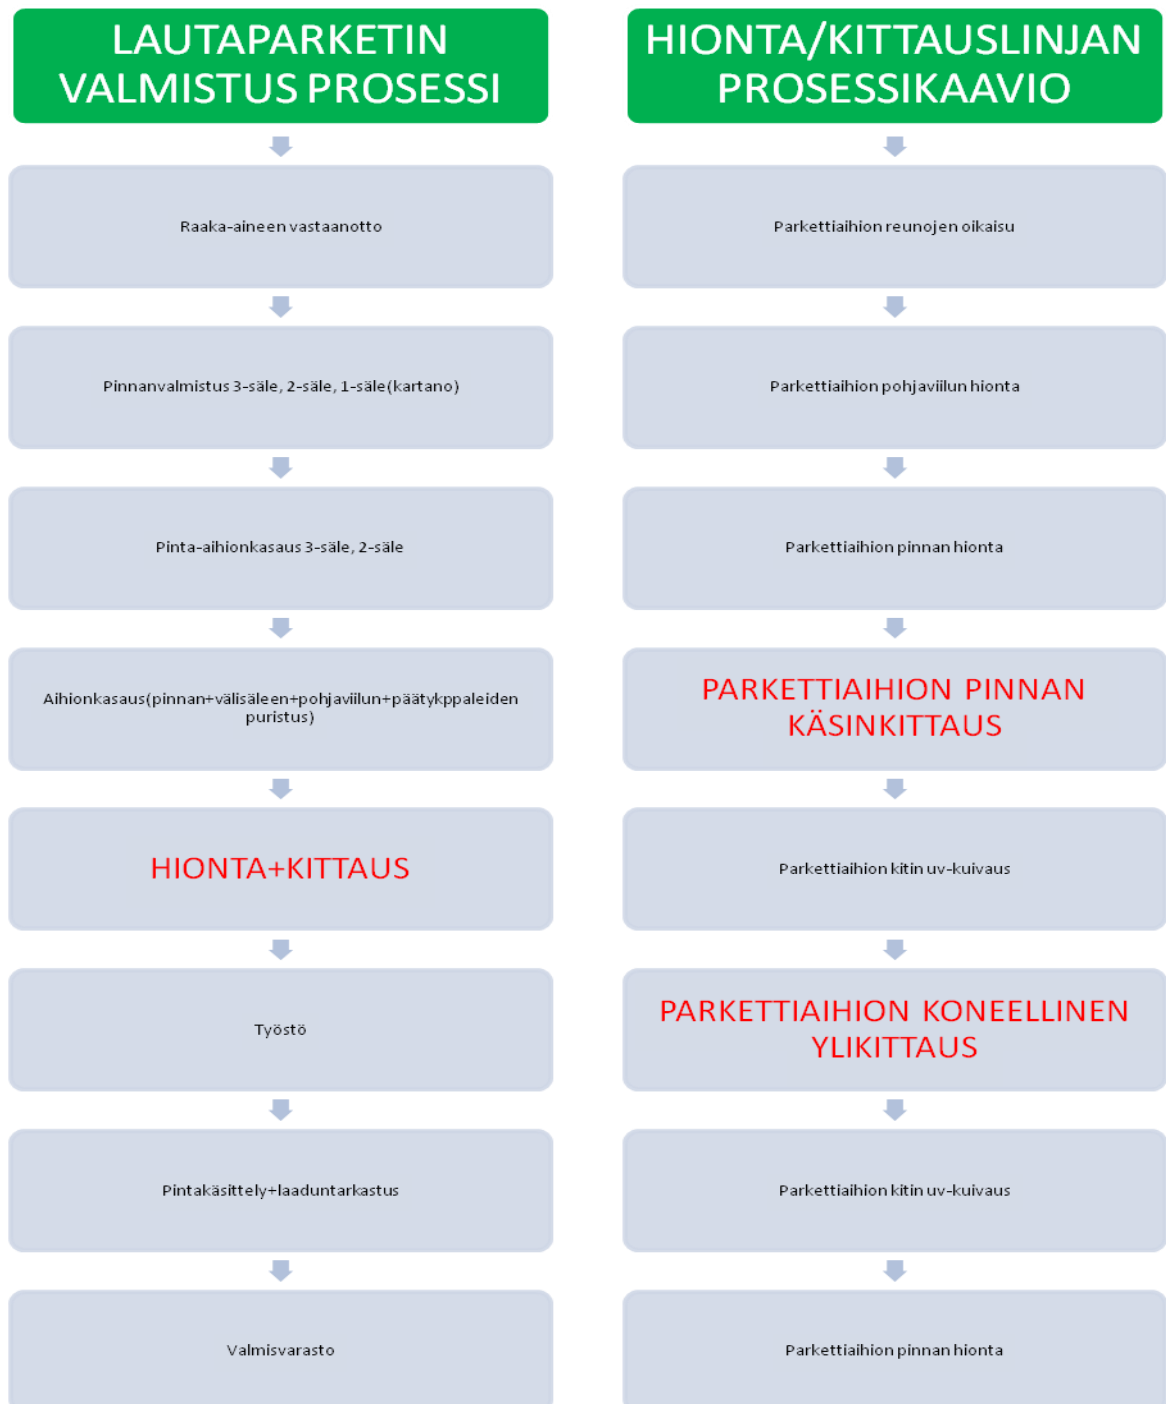 LAUTAPARKETIN
VALMISTUS PROSESSI
Raaka-aineen vastaanotto
Pinnanvalmistus 3-säle, 2-säle, 1-säle(kartano)
Pinta-aihionkasaus 3-säle, 2-säle
Aihionkasaus(pinnan+välisäleen+pohjaviilun+päätykppaleiden
puristus)
HIONTA+KITTAUS
Työstö
Pintakäsittely+laaduntarkastus
Valmisvarasto
HIONTA/KITTAUSLINJAN
PROSESSIKAAVIO
Parkettiaihion reunojen oikaisu
Parkettiaihion pohjaviilun hionta
Parkettiaihion pinnan hionta
PARKETTIAIHION PINNAN
KÄSINKITTAUS
Parkettiaihion kitin uv-kuivaus
PARKETTIAIHION KONEELLINEN
YLIKITTAUS
Parkettiaihion kitin uv-kuivaus
Parkettiaihion pinnan hionta